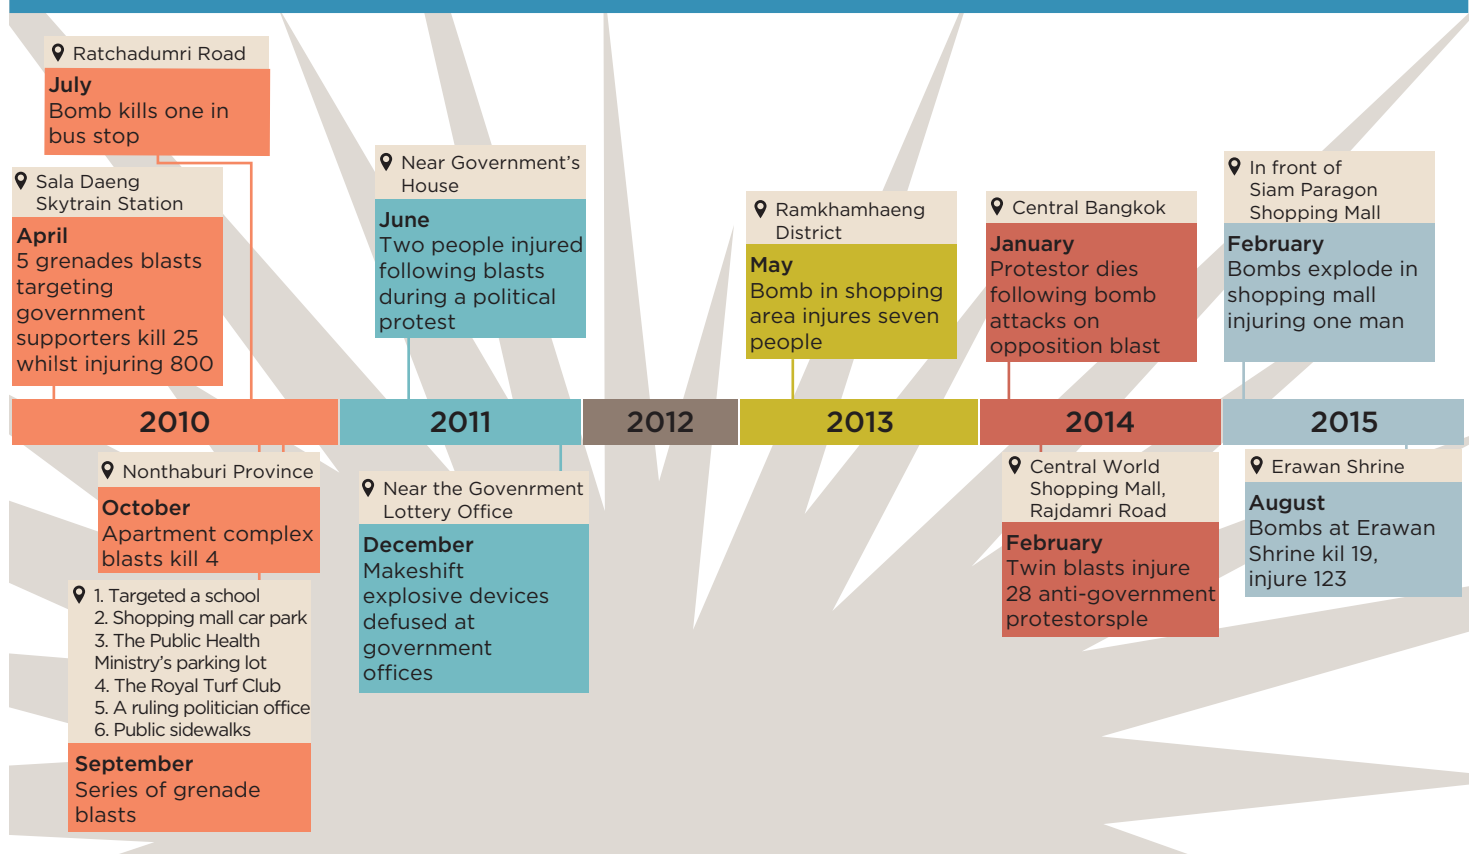 Ratchadumri Road
July
Bomb kills one in
bus stop
Sala Daeng
Skytrain Station
April
5 grenades blasts
targeting
government
supporters kill 25
whilst injuring 800
Near Government's
House
June
Two people injured
following blasts
during a political
protest
Ramkhamhaeng
District
May
Bomb in shopping
area injures seven
people
Central Bangkok
January
Protestor dies
following bomb
attacks on
opposition blast
In front of
Siam Paragon
Shopping Mall
February
Bombs explode in
shopping mall
injuring one man
2010
2011
2012
2013
2014
2015
Nonthaburi Province
October
Apartment complex
blasts kill 4
1. Targeted a school
2. Shopping mall car park
3. The Public Health
Ministry's parking lot
4. The Royal Turf Club
5. A ruling politician office
6. Public sidewalks
September
Series of grenade
blasts
Near the Govenrment
Lottery Office
December
Makeshift
explosive devices
defused at
government
offices
Central World
Shopping Mall,
Rajdamri Road
February
Twin blasts injure
28 anti-government
protestorsple
Erawan Shrine
August
Bombs at Erawan
Shrine kil 19,
injure 123